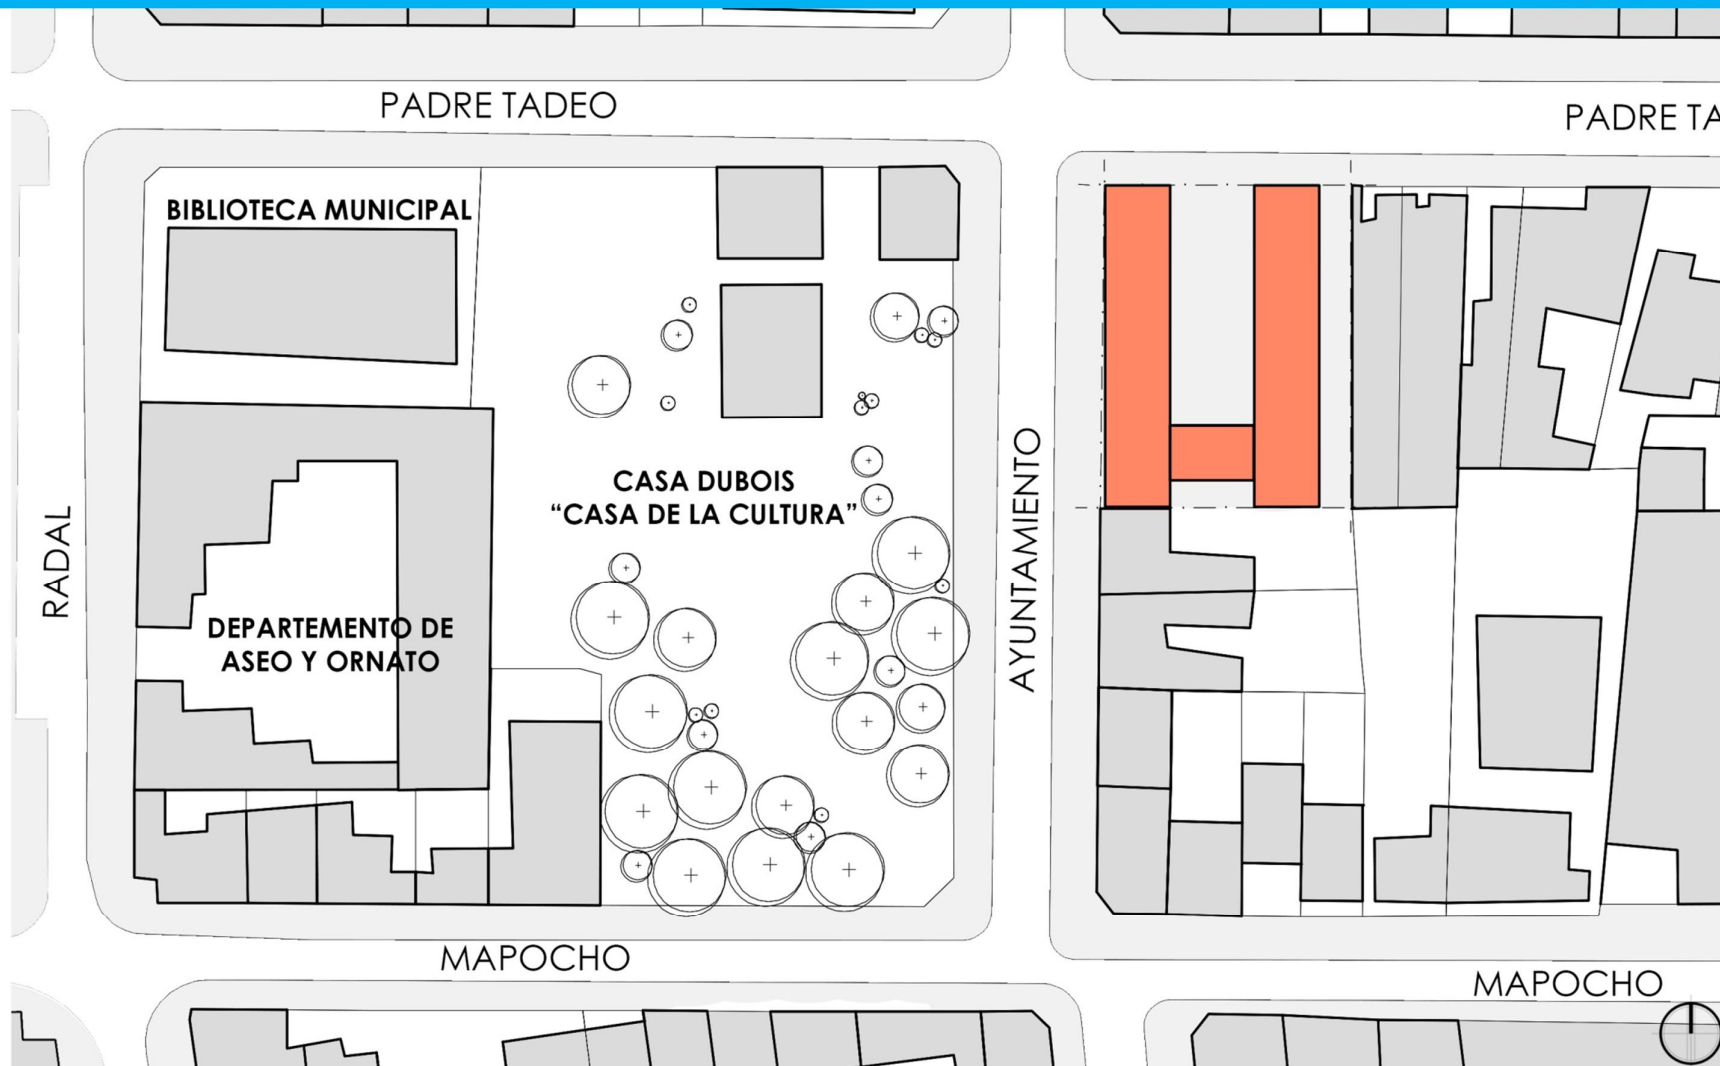 PADRE TADEO
PADRE TA
BIBLIOTECA MUNICIPAL
CASA DUBOIS
“CASA DE LA CULTURA”
AYUNTAMIENTO
RADAL
DEPARTEMENTO DE
ASEO Y ORNATO
MAPOCHO
MAPOCHO